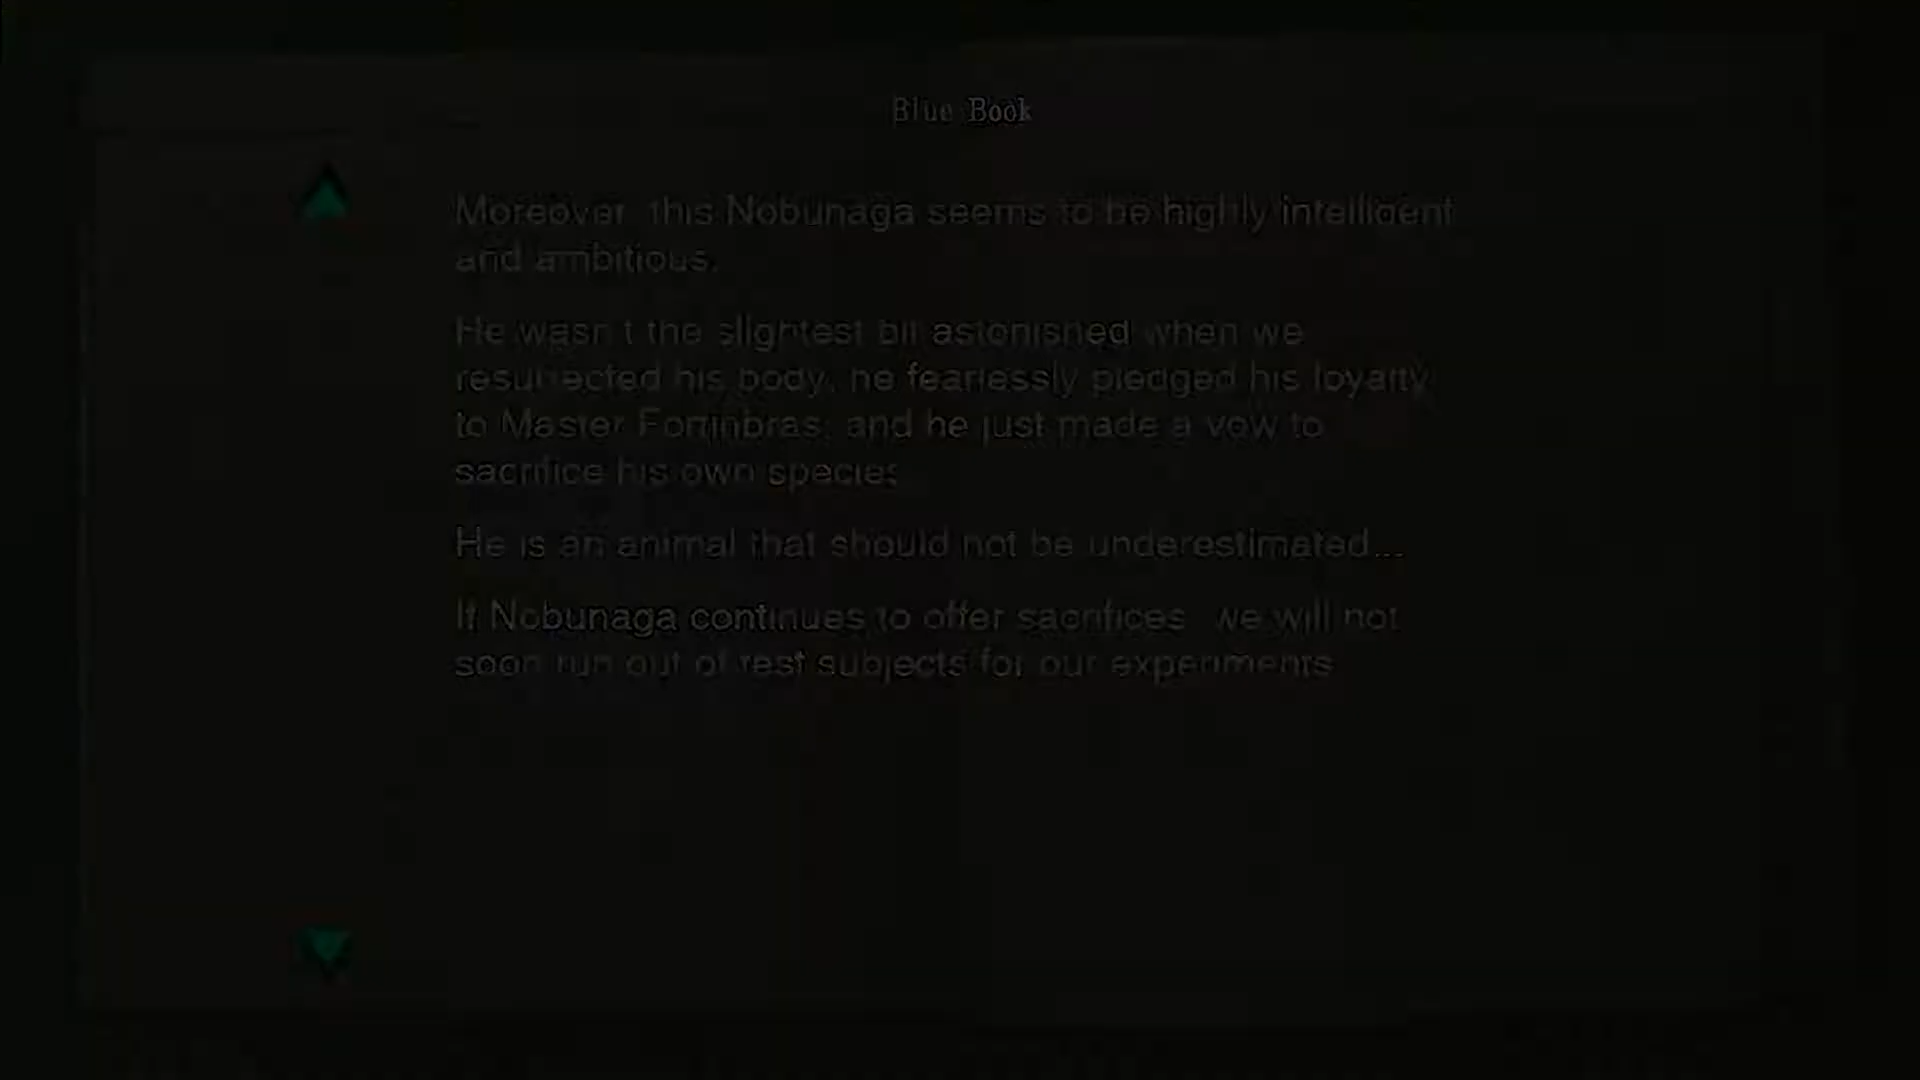 Blue Book
Moreover, this Nobunaga seems to be highly intelligent
and ambitious.
He wasn't the slightest bit astonished when we
resurrected his body, he fearlessly pledged his loyalty
to Master Fortinbras, and he just made a vow to
sacrifice his own species.
He is an animal that should not be underestimated...
If Nobunaga continues to offer sacrifices, we will not
soon run out of test subjects for our experiments.